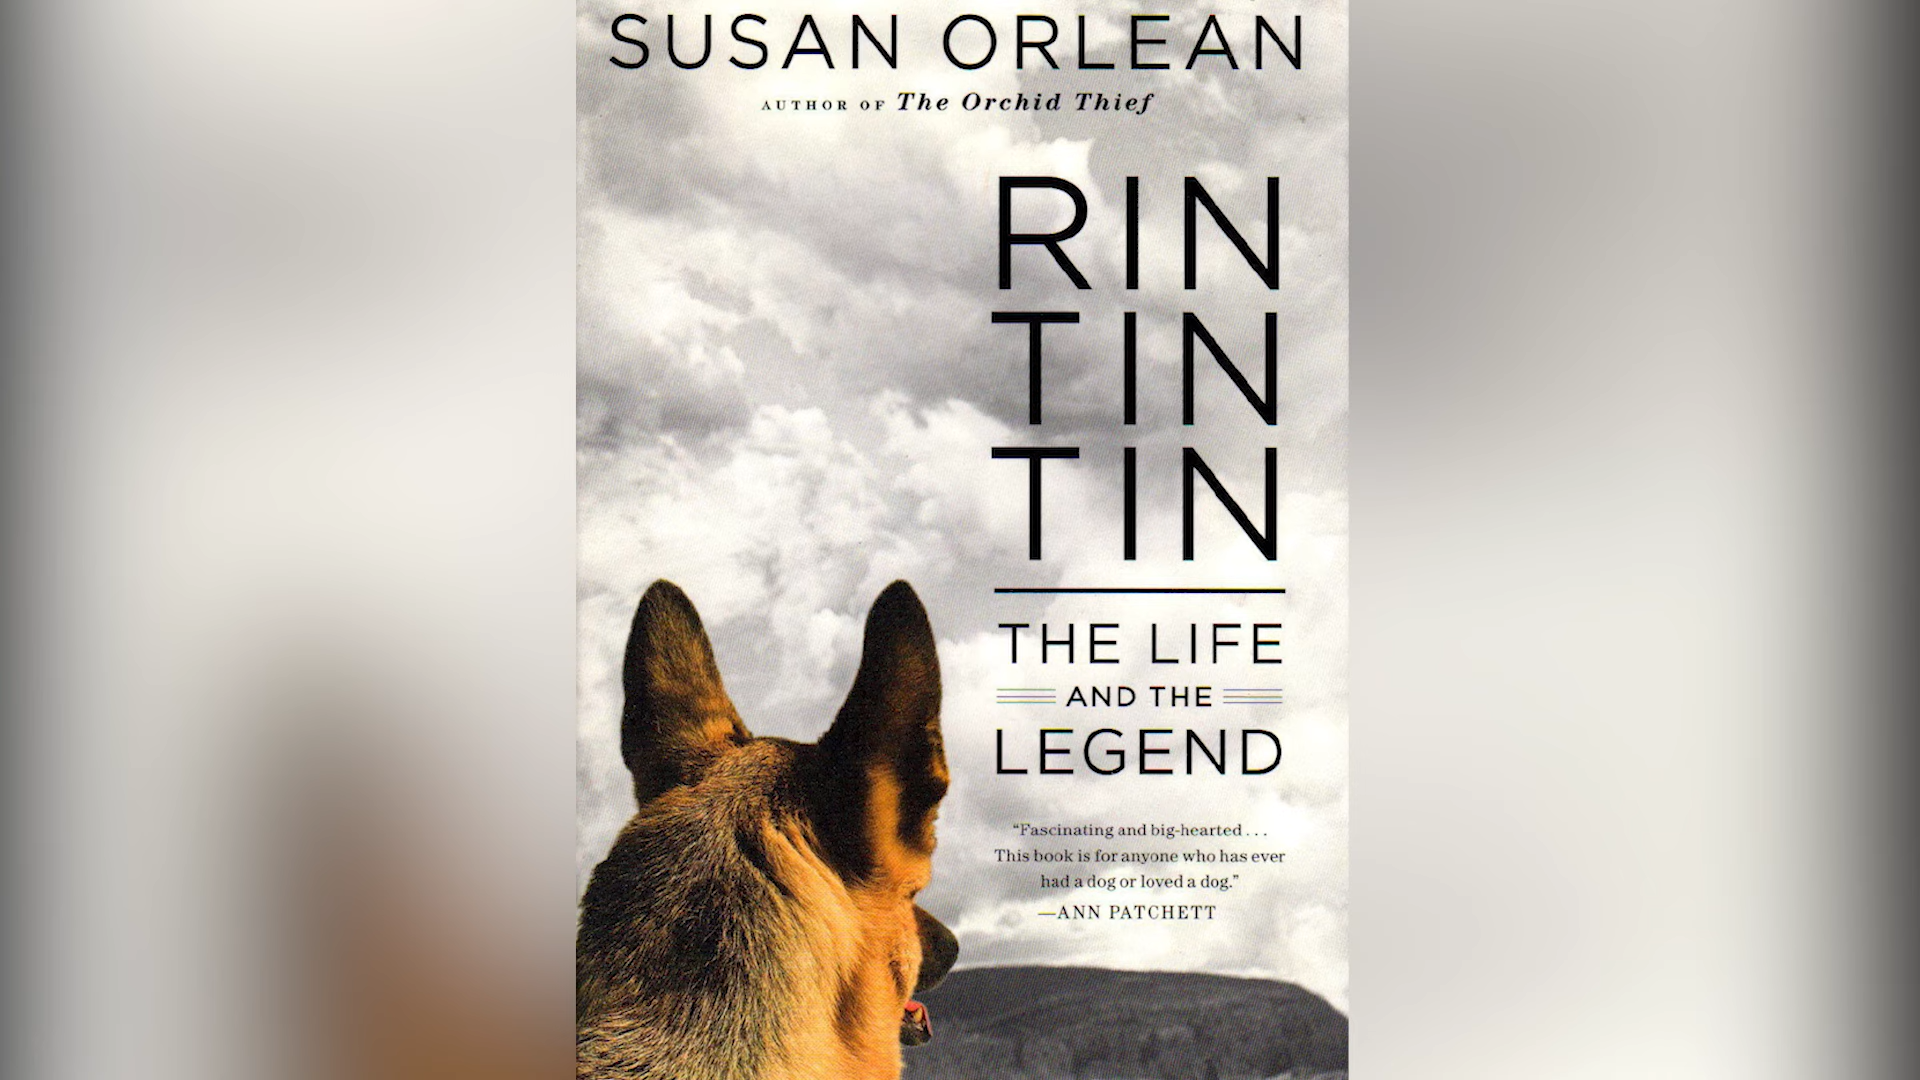 SUSAN ORLEAN
AUTHOR OF The Orchid Thief
RIN
TIN
TIN
THE LIFE
AND THE
LEGEND
“Fascinating and big-hearted . . .
This book is for anyone who has ever
had a dog or loved a dog.”
—ANN PATCHETT